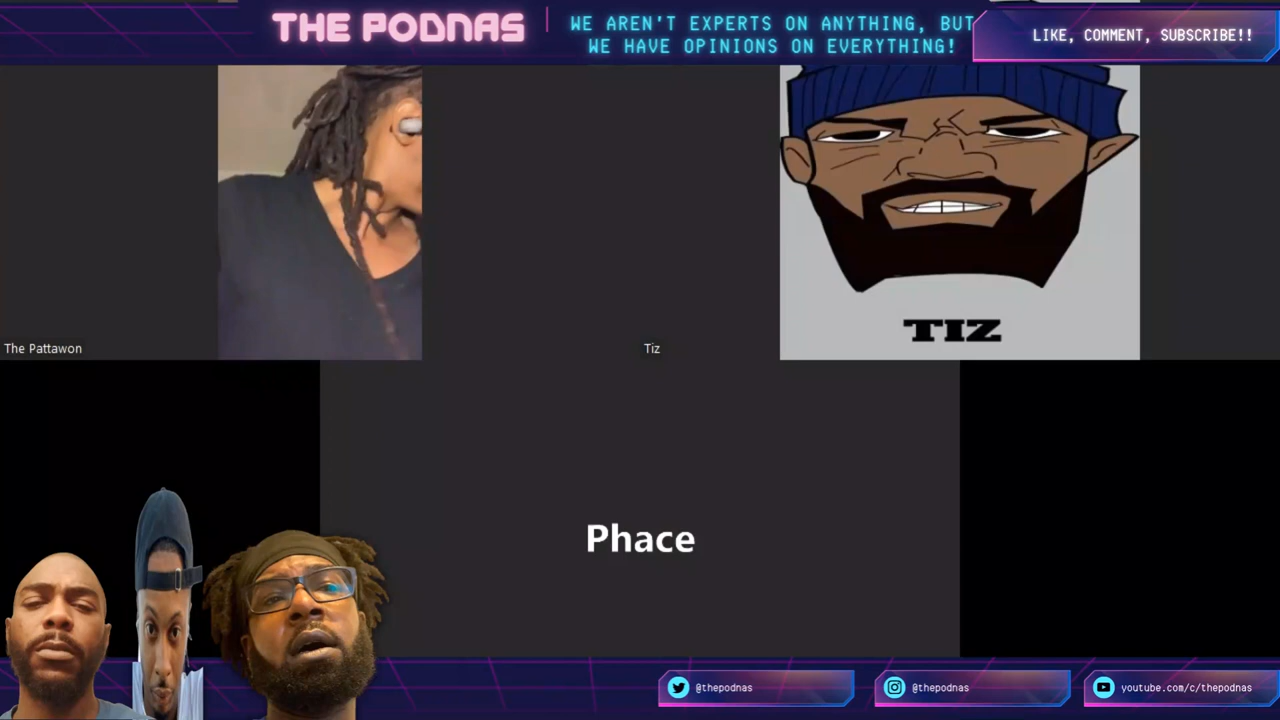 THE PODNAS
WE AREN'T EXPERTS ON ANYTHING, BUT
WE HAVE OPINIONS ON EVERYTHING!
LIKE, COMMENT, SUBSCRIBE!!
TIZ
The Pattawon
Tiz
Phace
@thepodnas
@thepodnas
youtube.com/c/thepodnas